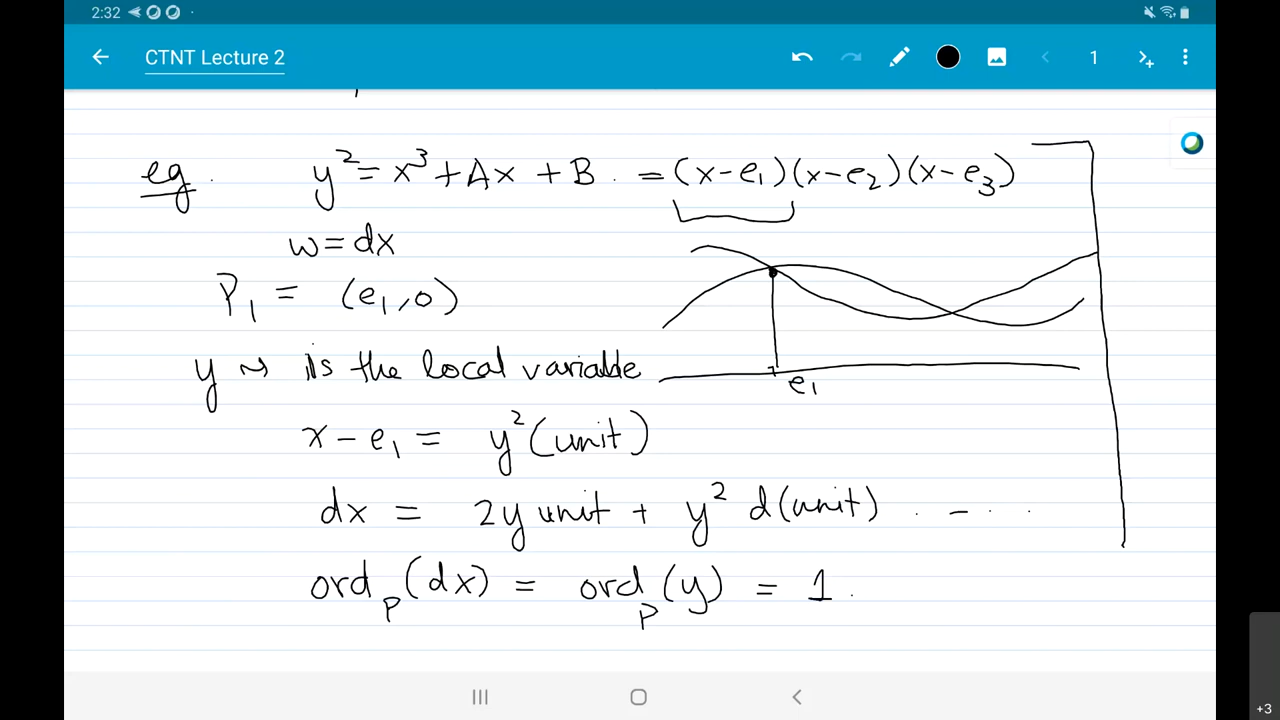 2:32
CTNT Lecture 2
1
eg. y² = x³ + Ax + B. = (x - e₁)(x - e₂)(x - e₃)
w = dx
P₁ = (e₁, 0)
y ~> is the local variable
e₁
x - e₁ = y² (unit)
dx = 2y unit + y² d(unit) . - . .
ord_P (dx) = ord_P (y) = 1.
+3